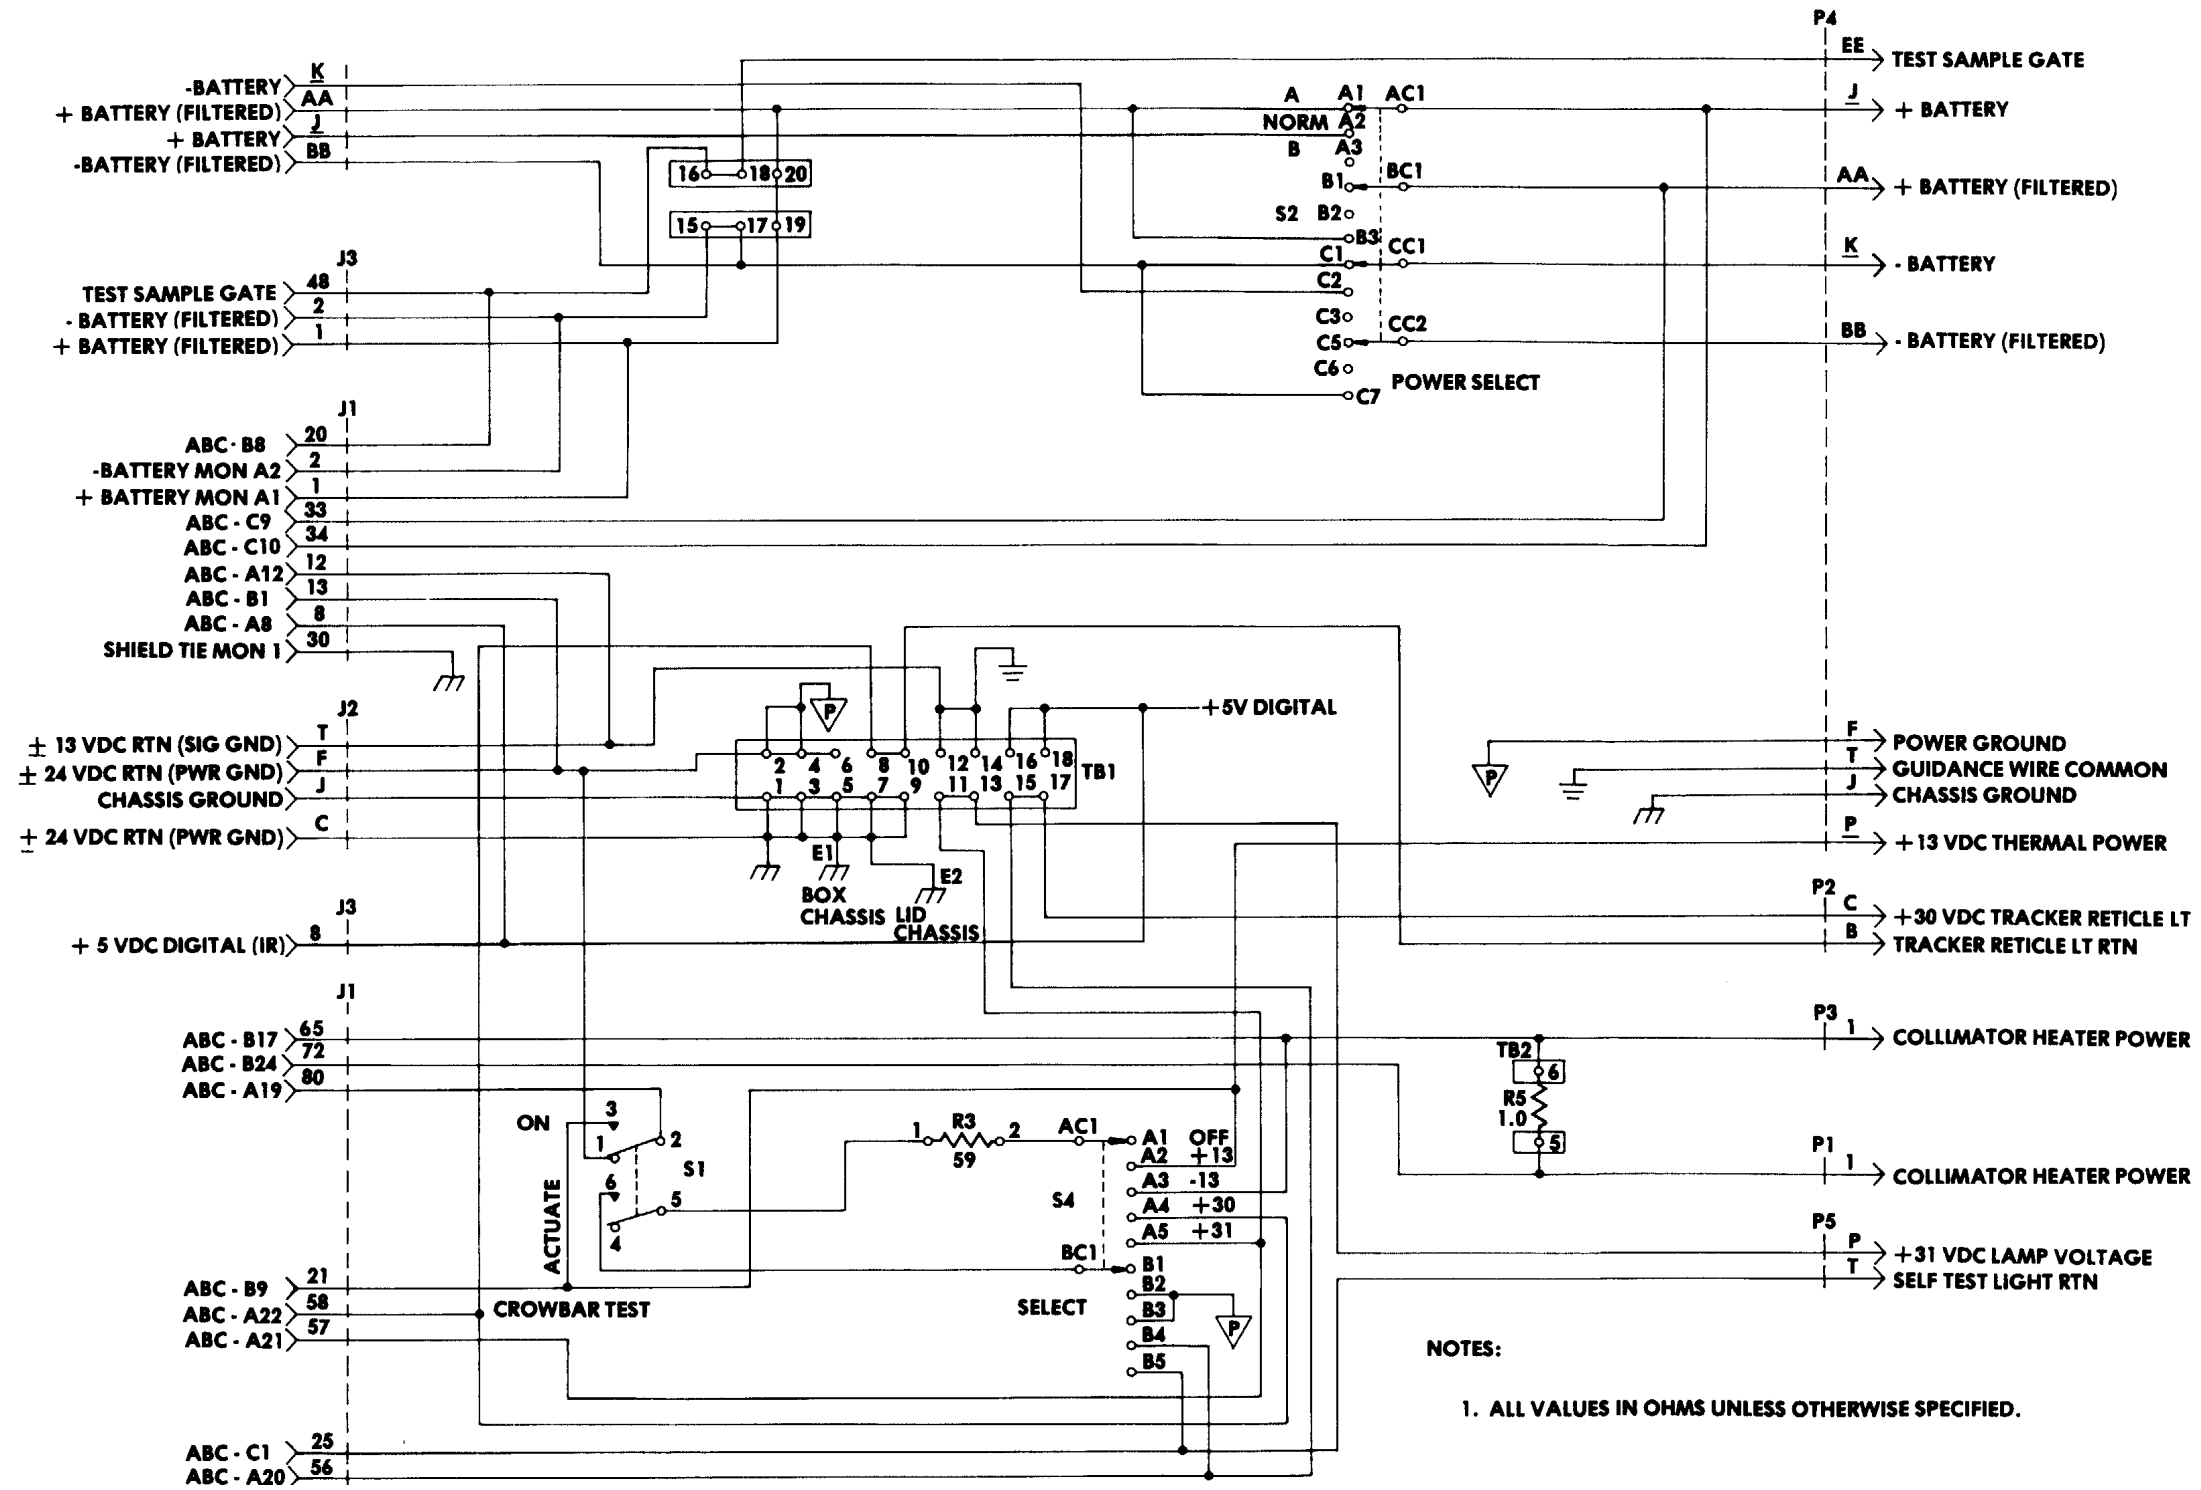 P4
EE TEST SAMPLE GATE
-BATTERY K
+ BATTERY (FILTERED) AA
+ BATTERY J
-BATTERY (FILTERED) BB
A A1 AC1
NORM A2
B A3
J + BATTERY
16 18 20
15 17 19
B1 BC1
AA + BATTERY (FILTERED)
S2 B2
B3
C1 CC1
K - BATTERY
C2
C3
CC2
C5
BB - BATTERY (FILTERED)
C6
C7
POWER SELECT
J3
TEST SAMPLE GATE 48
- BATTERY (FILTERED) 2
+ BATTERY (FILTERED) 1
J1
ABC - B8 20
-BATTERY MON A2 2
+ BATTERY MON A1 1
ABC - C9 33
ABC - C10 34
ABC - A12 12
ABC - B1 13
ABC - A8 8
SHIELD TIE MON 1 30
J2
± 13 VDC RTN (SIG GND) T
± 24 VDC RTN (PWR GND) F
CHASSIS GROUND J
± 24 VDC RTN (PWR GND) C
P
+5V DIGITAL
2 4 6 8 10 12 14 16 18
TB1
1 3 5 7 9 11 13 15 17
E1
BOX
CHASSIS
E2
LID
CHASSIS
F POWER GROUND
P
T GUIDANCE WIRE COMMON
J CHASSIS GROUND
P +13 VDC THERMAL POWER
P2
C +30 VDC TRACKER RETICLE LT
B TRACKER RETICLE LT RTN
J3
+ 5 VDC DIGITAL (IR) 8
J1
ABC - B17 65
ABC - B24 72
ABC - A19 80
P3
1 COLLIMATOR HEATER POWER
TB2
6
R5
1.0
5
P1
1 COLLIMATOR HEATER POWER
ON 3
1 2
S1
6
5
4
ACTUATE
1 R3 2
59
AC1
A1 OFF
A2 +13
A3 -13
S4
A4 +30
A5 +31
BC1 B1
B2
B3
B4
B5
P
SELECT
P5
P +31 VDC LAMP VOLTAGE
T SELF TEST LIGHT RTN
ABC - B9 21
ABC - A22 58
CROWBAR TEST
ABC - A21 57
ABC - C1 25
ABC - A20 56
NOTES:
1. ALL VALUES IN OHMS UNLESS OTHERWISE SPECIFIED.